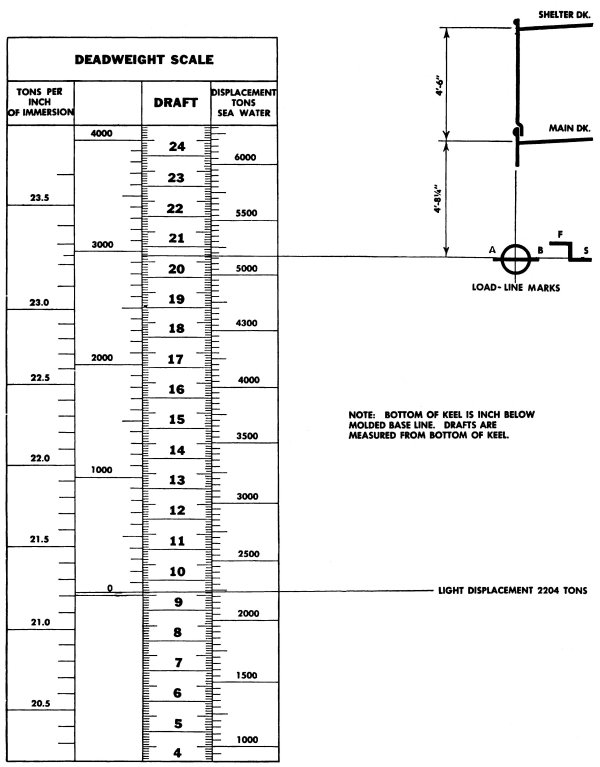 SHELTER DK.
DEADWEIGHT SCALE
TONS PER
INCH
OF IMMERSION
DRAFT
DISPLACEMENT
TONS
SEA WATER
4'-6"
MAIN DK.
4'-8¼"
4000
24
6000
23
23.5
22
5500
21
3000
20
5000
A
B
F
S
LOAD-LINE MARKS
19
23.0
18
4300
17
2000
22.5
16
4000
15
NOTE: BOTTOM OF KEEL IS INCH BELOW
MOLDED BASE LINE. DRAFTS ARE
MEASURED FROM BOTTOM OF KEEL.
14
3500
22.0
13
1000
12
3000
21.5
11
10
2500
0
LIGHT DISPLACEMENT 2204 TONS
9
21.0
8
2000
7
6
1500
20.5
5
4
1000